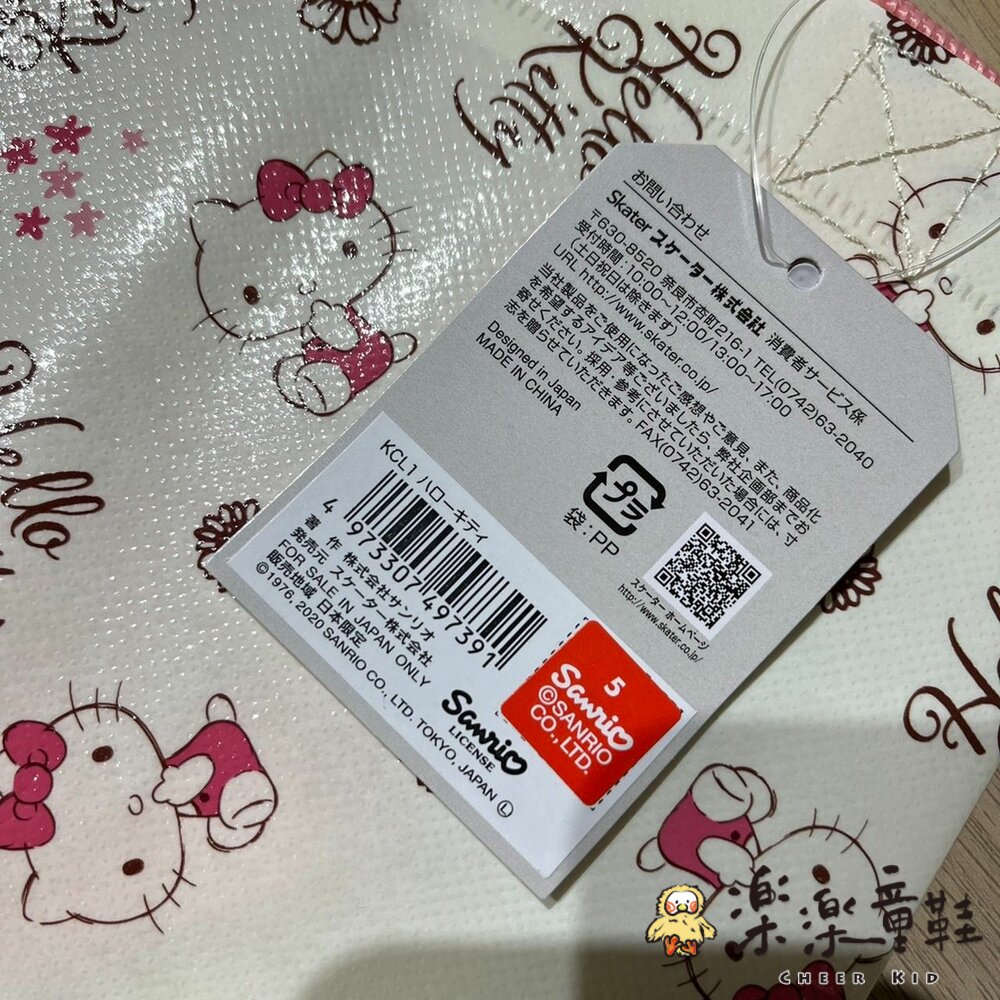 Hello
Kitty
Hello
お問い合わせ
Skater スケーター株式会社 消費者サービス係
〒630-8520 奈良市杏町216-1 TEL(0742)63-2040
受付時間:10:00~12:00/13:00~17:00
(土日祝日は除きます)
URL http://www.skater.co.jp/
当社製品をご使用になったご感想やご意見、また、商品化
を希望するアイデア等ございましたら、弊社企画部までお
寄せください。採用・参考にさせていただいた場合には、寸
志を贈らせていただきます。FAX(0742)63-2041
Designed in Japan
MADE IN CHINA
プラ
袋:PP
スケーター ホームページ
http://www.skater.co.jp/
KCL1 ハローキティ
4 973307 497391
著 作 株式会社サンリオ
発売元 スケーター株式会社
販売地域 日本限定
FOR SALE IN JAPAN ONLY
©1976, 2020 SANRIO CO., LTD. TOKYO, JAPAN Ⓛ
Sanrio
LICENSE
5
Sanrio
©SANRIO
CO., LTD.
楽楽童鞋
CHEER KID